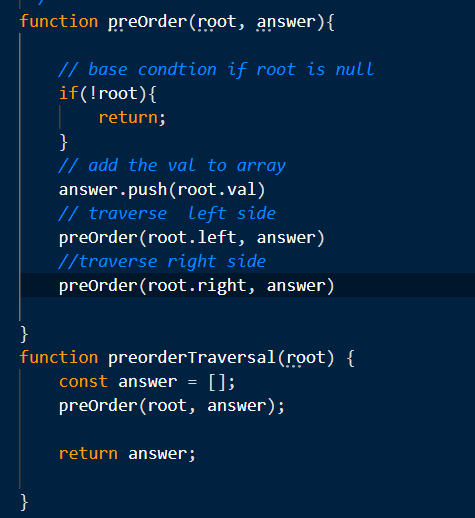 function preOrder(root, answer){
// base condtion if root is null
if(!root){
return;
}
// add the val to array
answer.push(root.val)
// traverse  left side
preOrder(root.left, answer)
//traverse right side
preOrder(root.right, answer)
}
function preorderTraversal(root) {
const answer = [];
preOrder(root, answer);
return answer;
}